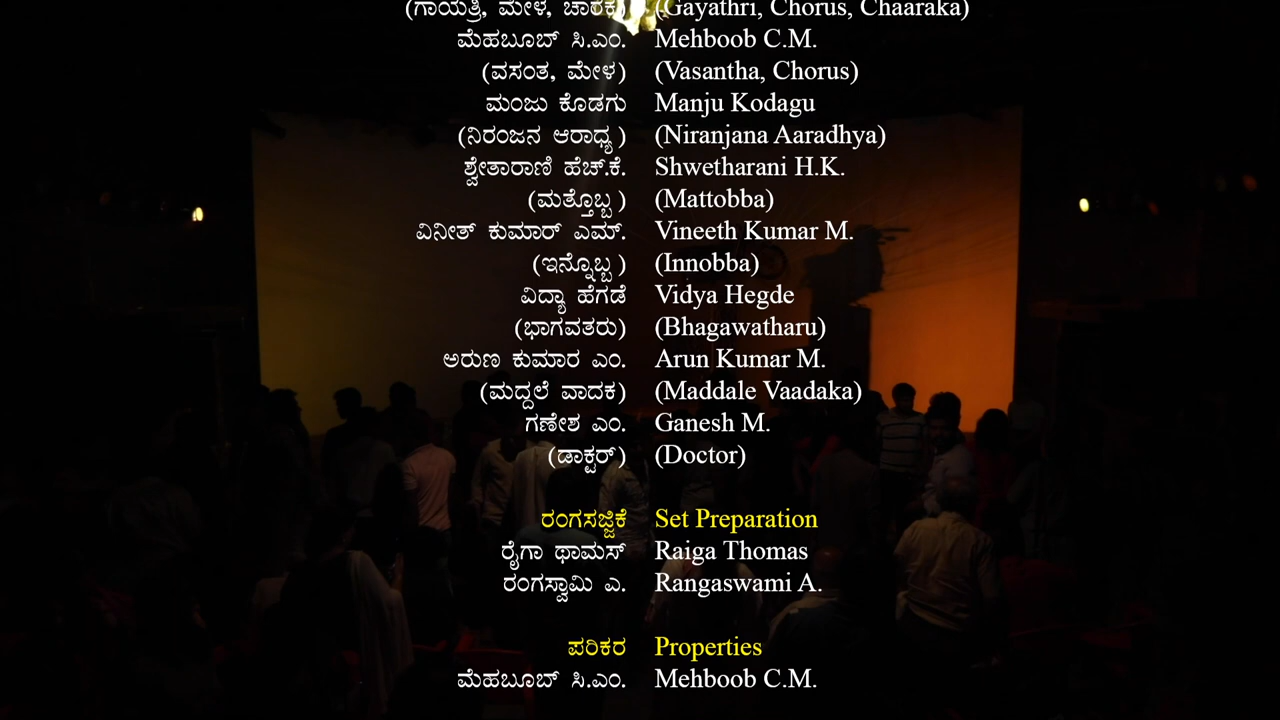 (ಗಾಯತ್ರಿ, ಮೇಳ, ಚಾರಕ) (Gayathri, Chorus, Chaaraka)
ಮೆಹಬೂಬ್ ಸಿ.ಎಂ. Mehboob C.M.
(ವಸಂತ, ಮೇಳ) (Vasantha, Chorus)
ಮಂಜು ಕೊಡಗು Manju Kodagu
(ನಿರಂಜನ ಆರಾಧ್ಯ) (Niranjana Aaradhya)
ಶ್ವೇತಾರಾಣಿ ಹೆಚ್.ಕೆ. Shwetharani H.K.
(ಮತ್ತೊಬ್ಬ) (Mattobba)
ವಿನೀತ್ ಕುಮಾರ್ ಎಮ್. Vineeth Kumar M.
(ಇನ್ನೊಬ್ಬ) (Innobba)
ವಿದ್ಯಾ ಹೆಗಡೆ Vidya Hegde
(ಭಾಗವತರು) (Bhagawatharu)
ಅರುಣ ಕುಮಾರ ಎಂ. Arun Kumar M.
(ಮದ್ದಲೆ ವಾದಕ) (Maddale Vaadaka)
ಗಣೇಶ ಎಂ. Ganesh M.
(ಡಾಕ್ಟರ್) (Doctor)
ರಂಗಸಜ್ಜಿಕೆ Set Preparation
ರೈಗಾ ಥಾಮಸ್ Raiga Thomas
ರಂಗಸ್ವಾಮಿ ಎ. Rangaswami A.
ಪರಿಕರ Properties
ಮೆಹಬೂಬ್ ಸಿ.ಎಂ. Mehboob C.M.